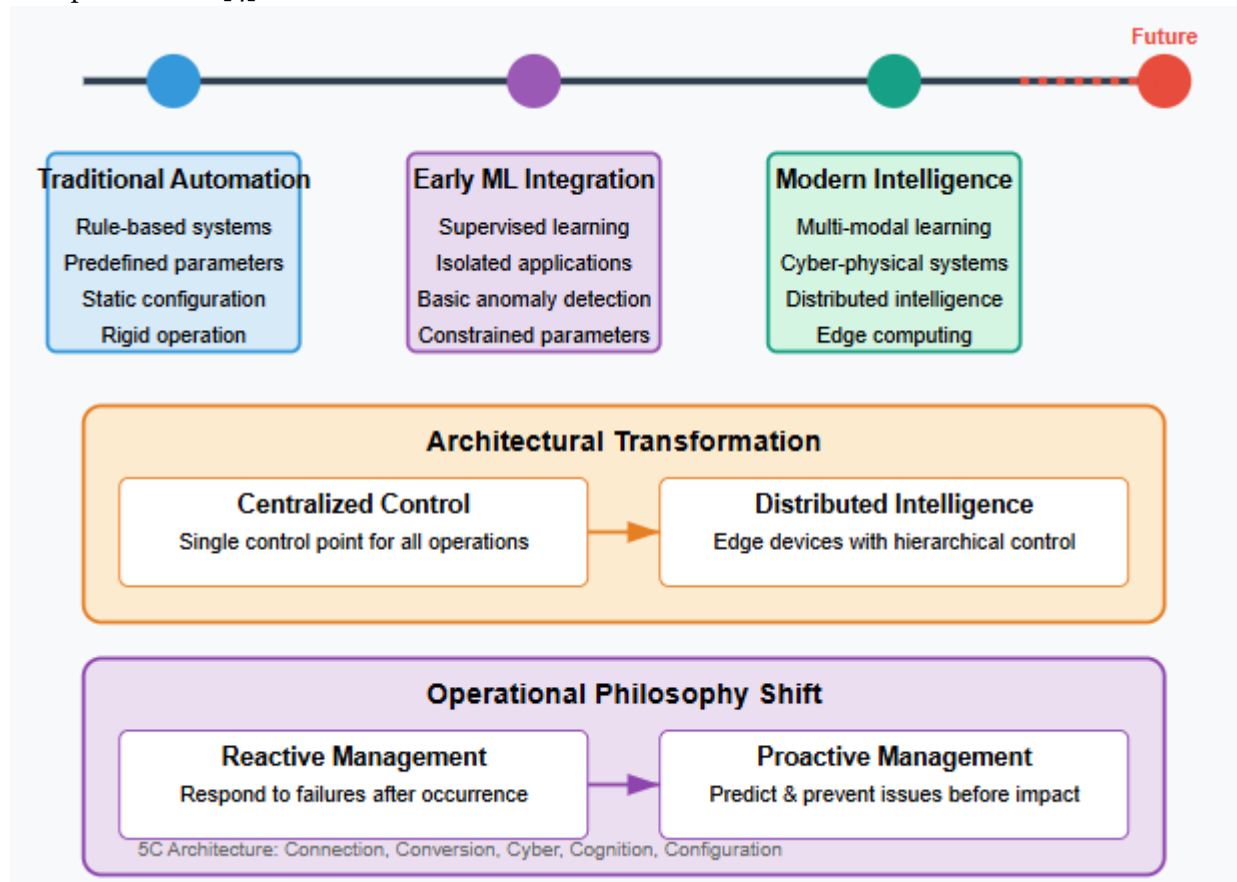 Future
Traditional Automation
Rule-based systems
Predefined parameters
Static configuration
Rigid operation
Early ML Integration
Supervised learning
Isolated applications
Basic anomaly detection
Constrained parameters
Modern Intelligence
Multi-modal learning
Cyber-physical systems
Distributed intelligence
Edge computing
Architectural Transformation
Centralized Control
Single control point for all operations
Distributed Intelligence
Edge devices with hierarchical control
Operational Philosophy Shift
Reactive Management
Respond to failures after occurrence
Proactive Management
Predict & prevent issues before impact
5C Architecture: Connection, Conversion, Cyber, Cognition, Configuration